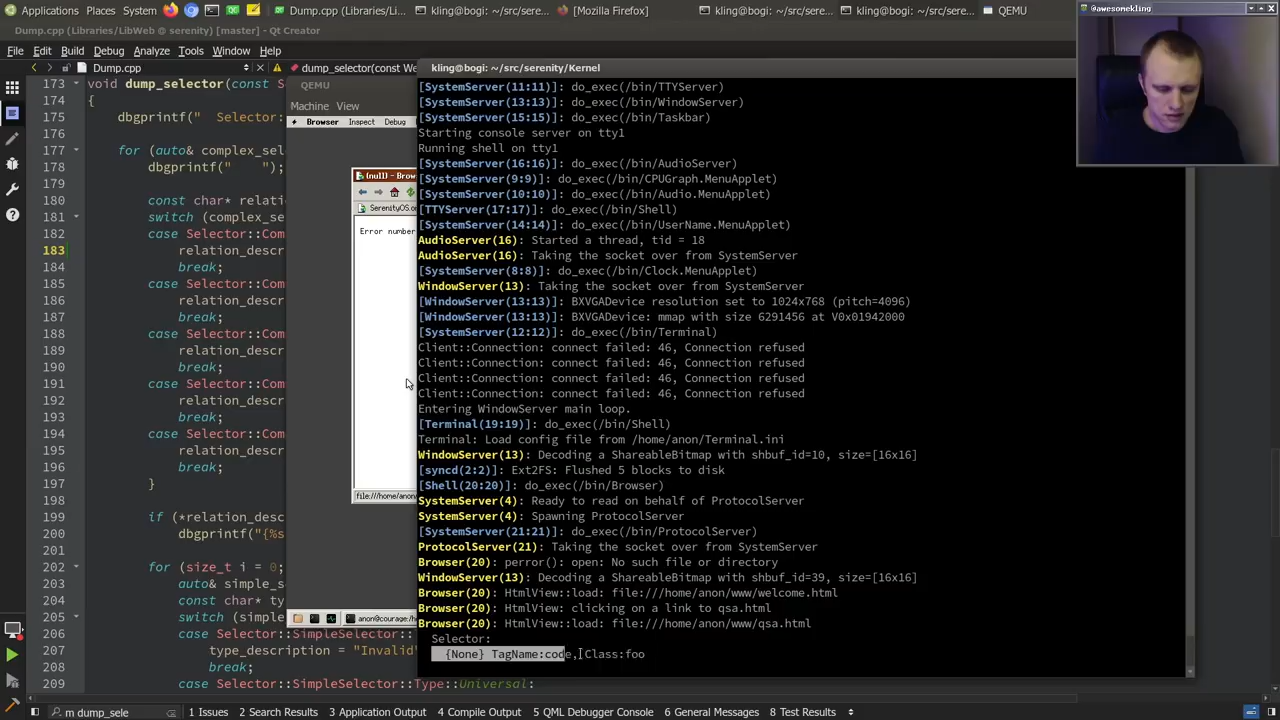 Applications Places System Dump.cpp (Libraries/Li... kling@bogi: ~/src/sere... [Mozilla Firefox] kling@bogi: ~/src/sere... kling@bogi: ~/src/sere... QEMU
@awesomekling
Dump.cpp (Libraries/LibWeb @ serenity) [master] - Qt Creator
File Edit Build Debug Analyze Tools Window Help
Dump.cpp dump_selector(const We
173 void dump_selector(const S
174 {
175 dbgprintf(" Selector:
176
177 for (auto& complex_sel
178 dbgprintf("    ");
179
180 const char* relat
181 switch (complex_se
182 case Selector::Com
183 relation_descr
184 break;
185 case Selector::Com
186 relation_descr
187 break;
188 case Selector::Com
189 relation_descr
190 break;
191 case Selector::Com
192 relation_descr
193 break;
194 case Selector::Com
195 relation_descr
196 break;
197 }
198
199 if (*relation_desc
200 dbgprintf("{%s
201
202 for (size_t i = 0;
203 auto& simple_s
204 const char* ty
205 switch (simple
206 case SimpleSelector::
207 type_description = "Invalid"
208 break;
209 case Selector::SimpleSelector::Type::Universal:
QEMU
Machine View
Browser Inspect Debug
(null) - Brow
SerenityOS.or
Error number
file:///home/anon
anon@courage:/h
kling@bogi: ~/src/serenity/Kernel
[SystemServer(11:11)]: do_exec(/bin/TTYServer)
[SystemServer(13:13)]: do_exec(/bin/WindowServer)
[SystemServer(15:15)]: do_exec(/bin/Taskbar)
Starting console server on tty1
Running shell on tty1
[SystemServer(16:16)]: do_exec(/bin/AudioServer)
[SystemServer(9:9)]: do_exec(/bin/CPUGraph.MenuApplet)
[SystemServer(10:10)]: do_exec(/bin/Audio.MenuApplet)
[TTYServer(17:17)]: do_exec(/bin/Shell)
[SystemServer(14:14)]: do_exec(/bin/UserName.MenuApplet)
AudioServer(16): Started a thread, tid = 18
AudioServer(16): Taking the socket over from SystemServer
[SystemServer(8:8)]: do_exec(/bin/Clock.MenuApplet)
WindowServer(13): Taking the socket over from SystemServer
[WindowServer(13:13)]: BXVGADevice resolution set to 1024x768 (pitch=4096)
[WindowServer(13:13)]: BXVGADevice: mmap with size 6291456 at V0x01942000
[SystemServer(12:12)]: do_exec(/bin/Terminal)
Client::Connection: connect failed: 46, Connection refused
Client::Connection: connect failed: 46, Connection refused
Client::Connection: connect failed: 46, Connection refused
Client::Connection: connect failed: 46, Connection refused
Entering WindowServer main loop.
[Terminal(19:19)]: do_exec(/bin/Shell)
Terminal: Load config file from /home/anon/Terminal.ini
WindowServer(13): Decoding a ShareableBitmap with shbuf_id=10, size=[16x16]
[syncd(2:2)]: Ext2FS: Flushed 5 blocks to disk
[Shell(20:20)]: do_exec(/bin/Browser)
SystemServer(4): Ready to read on behalf of ProtocolServer
SystemServer(4): Spawning ProtocolServer
[SystemServer(21:21)]: do_exec(/bin/ProtocolServer)
ProtocolServer(21): Taking the socket over from SystemServer
Browser(20): perror(): open: No such file or directory
WindowServer(13): Decoding a ShareableBitmap with shbuf_id=39, size=[16x16]
Browser(20): HtmlView::load: file:///home/anon/www/welcome.html
Browser(20): HtmlView: clicking on a link to qsa.html
Browser(20): HtmlView::load: file:///home/anon/www/qsa.html
Selector:
{None} TagName:code, Class:foo
m dump_sele 1 Issues 2 Search Results 3 Application Output 4 Compile Output 5 QML Debugger Console 6 General Messages 8 Test Results